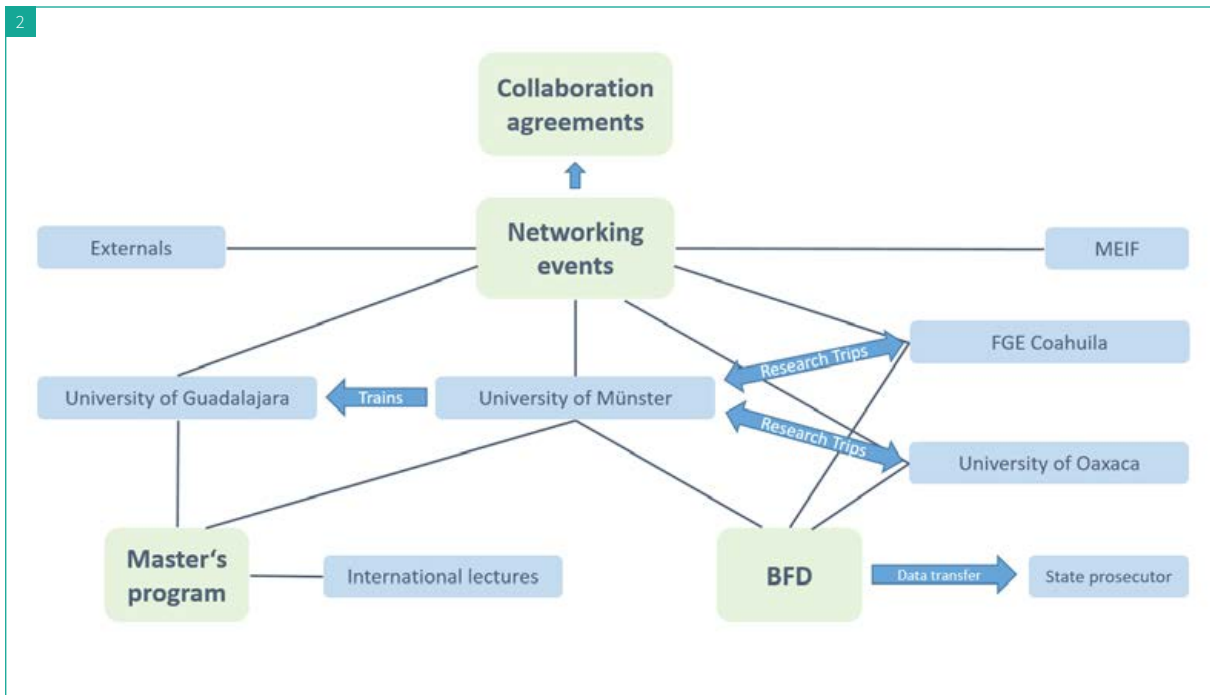 2
Collaboration
agreements
Networking
events
Externals
MEIF
FGE Coahuila
Research Trips
University of Guadalajara
Trains
University of Münster
Research Trips
University of Oaxaca
Master‘s
program
International lectures
BFD
Data transfer
State prosecutor